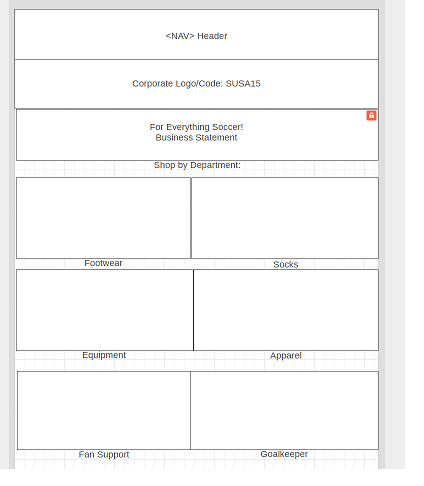 <NAV> Header
Corporate Logo/Code: SUSA15
For Everything Soccer!
Business Statement
Shop by Department:
Footwear
Socks
Equipment
Apparel
Fan Support
Goalkeeper